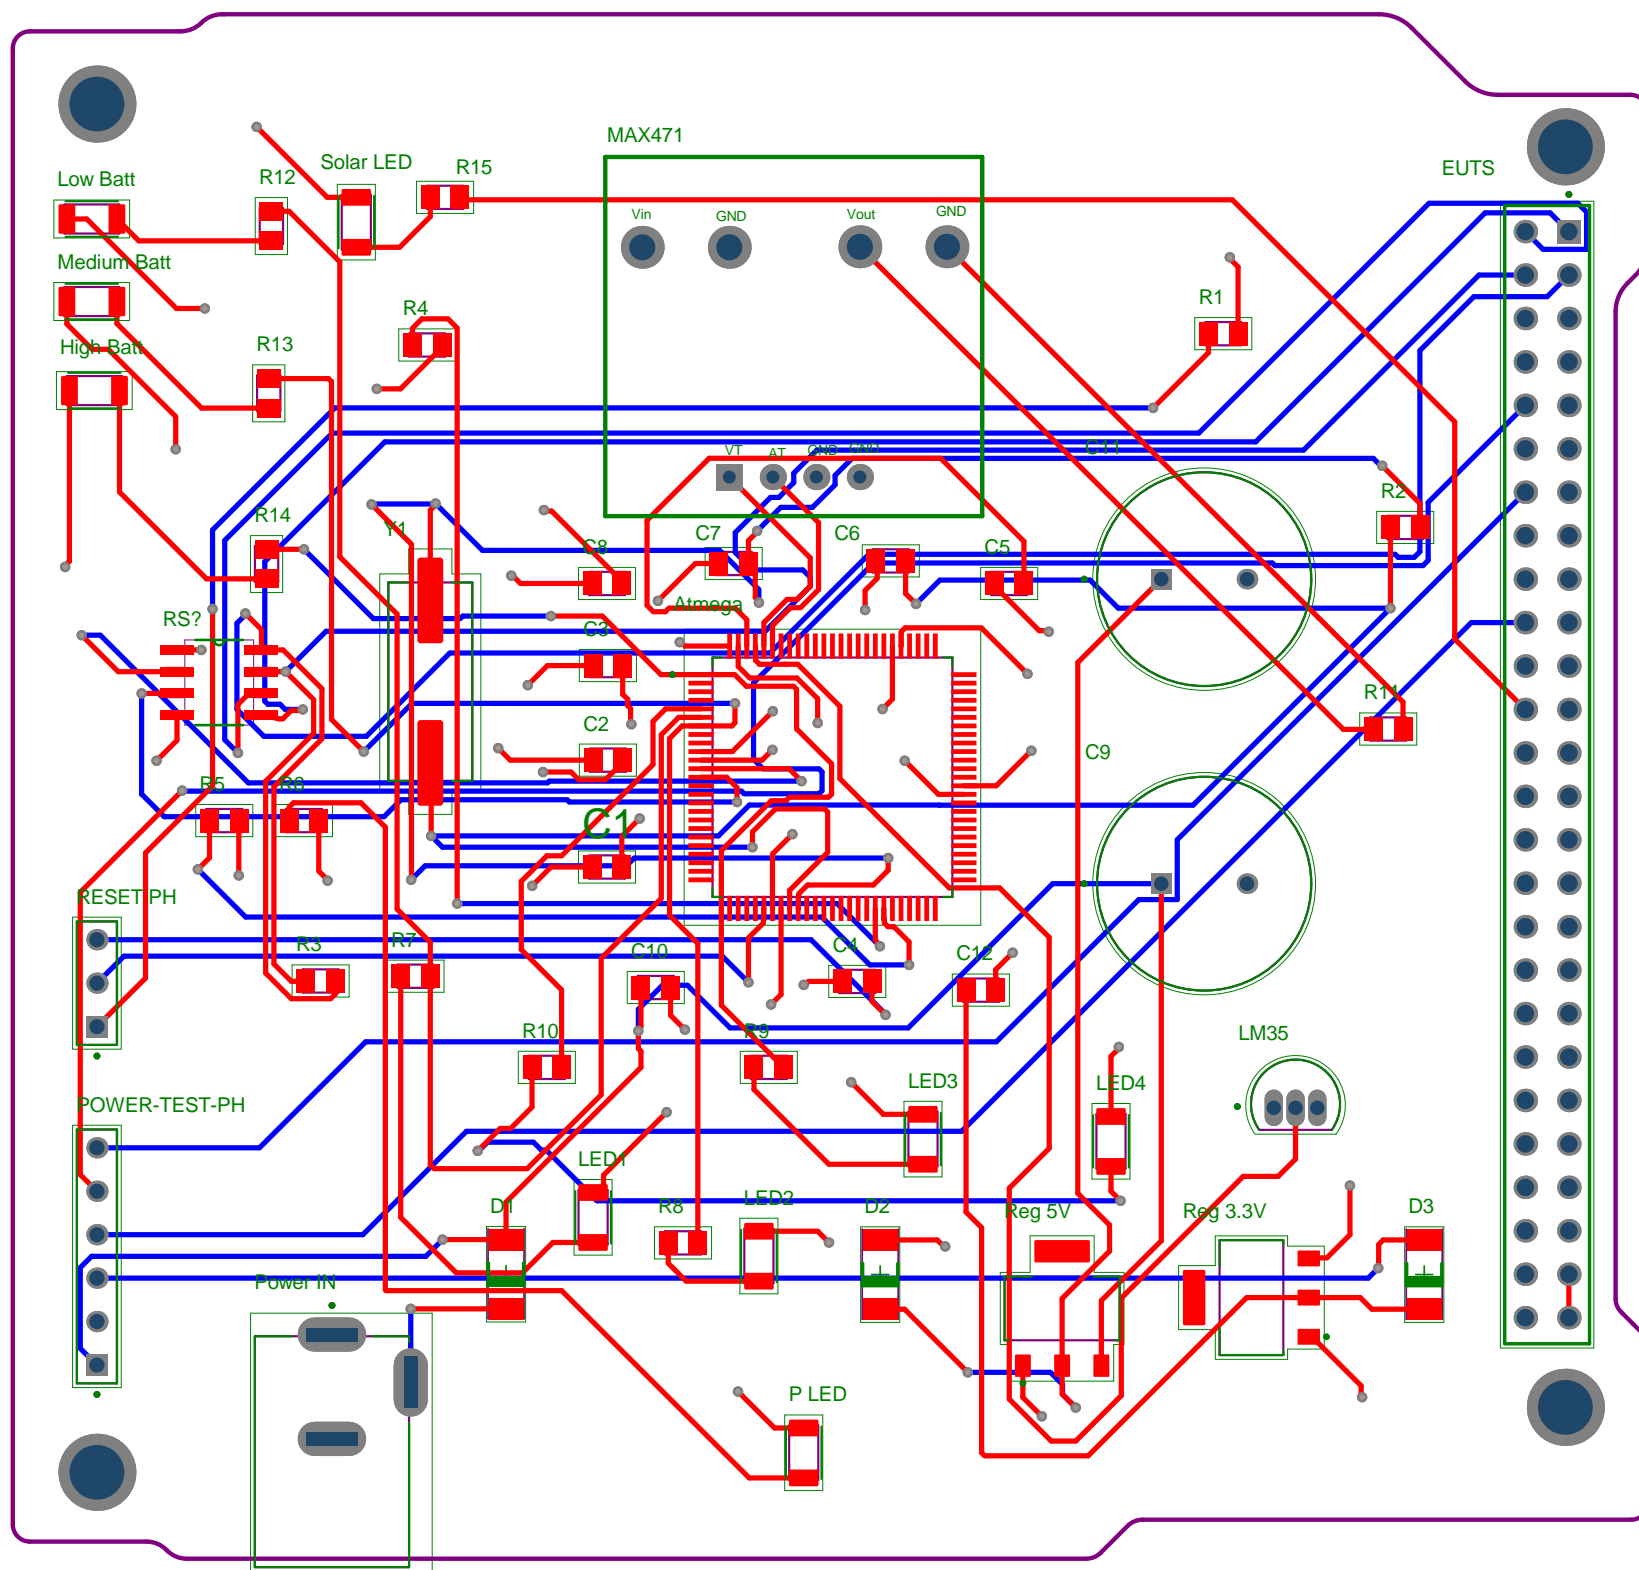 MAX471
Solar LED
R15
EUTS
Low Batt
R12
Vin
GND
Vout
GND
Medium Batt
R4
R1
High Batt
R13
VT
AT
GND
GND
C11
R2
R14
Y1
C8
C7
C6
C5
RS?
Atmega
C3
R11
C2
C9
R5
R6
C1
RESET PH
R3
R7
C10
C4
C12
R10
R9
LM35
POWER-TEST-PH
LED3
LED4
LED1
D1
R8
LED2
D2
Reg 5V
Reg 3.3V
D3
Power IN
P LED